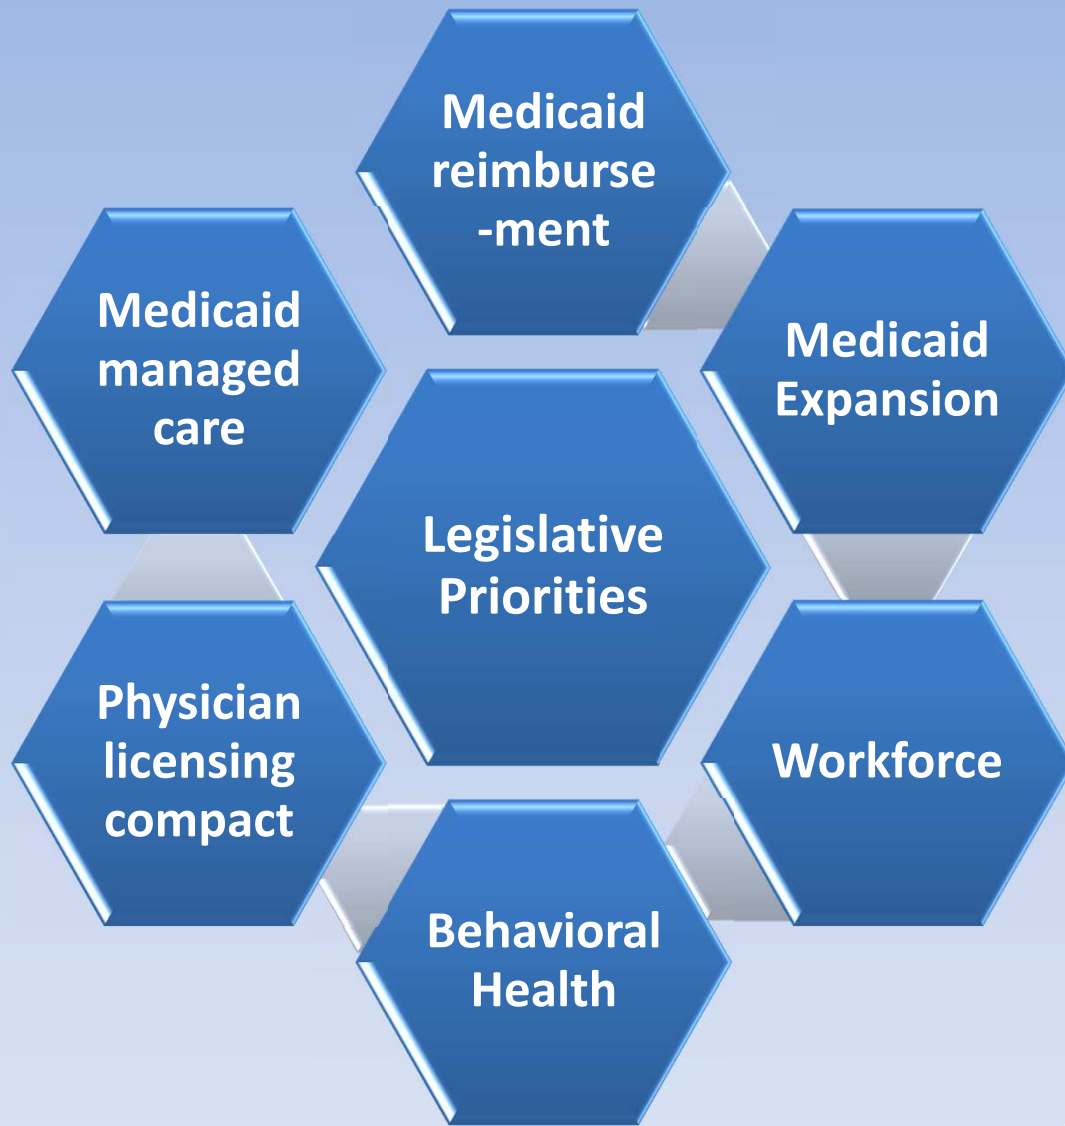 Medicaid
reimburse
-ment
Medicaid
managed
care
Medicaid
Expansion
Legislative
Priorities
Physician
licensing
compact
Workforce
Behavioral
Health